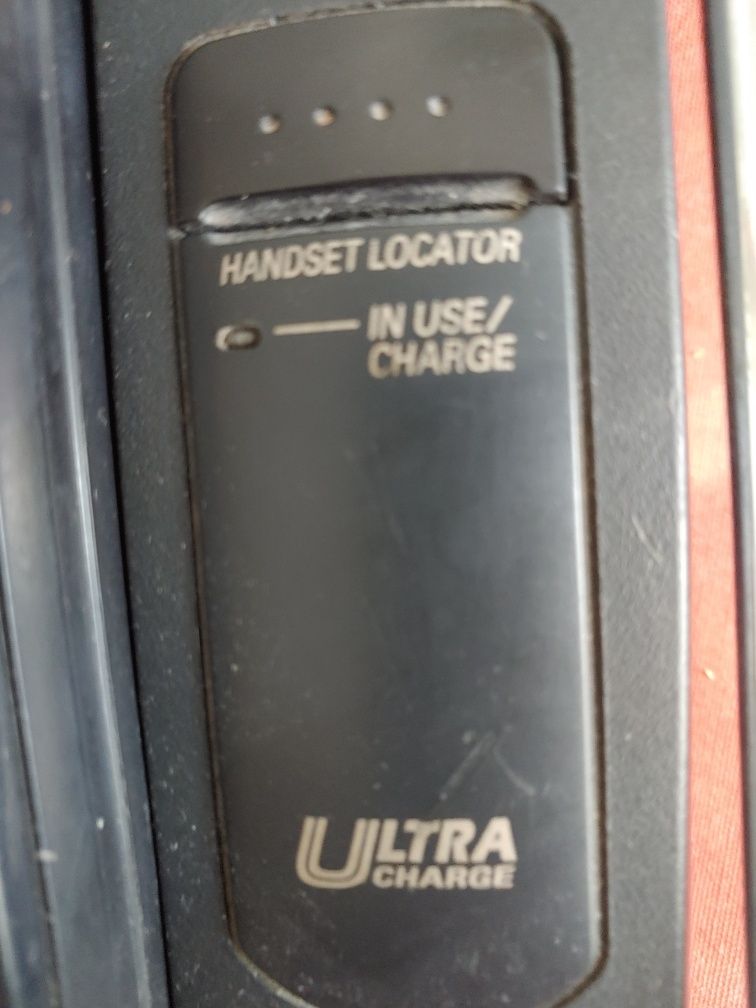 HANDSET LOCATOR
IN USE/
CHARGE
ULTRA
CHARGE